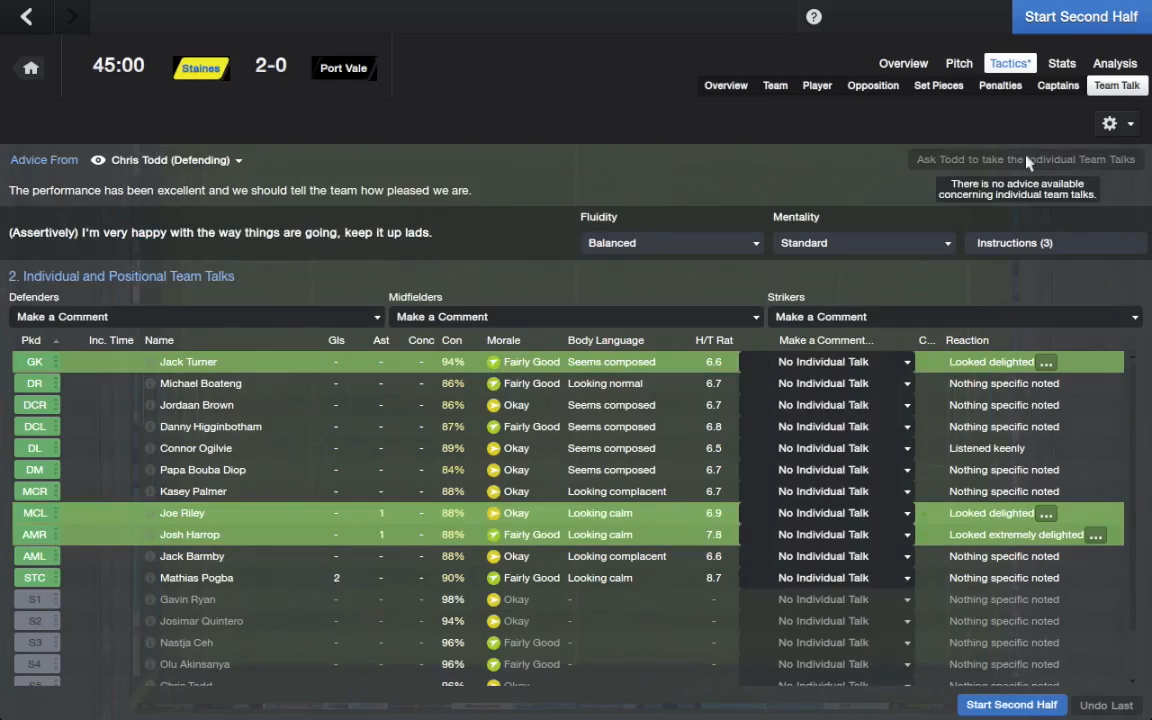 Start Second Half
45:00 Staines 2-0 Port Vale
Overview Pitch Tactics* Stats Analysis
Overview Team Player Opposition Set Pieces Penalties Captains Team Talk
Advice From Chris Todd (Defending)
Ask Todd to take the Individual Team Talks
There is no advice available
concerning individual team talks.
The performance has been excellent and we should tell the team how pleased we are.
Fluidity Mentality
(Assertively) I'm very happy with the way things are going, keep it up lads.
Balanced Standard Instructions (3)
2. Individual and Positional Team Talks
Defenders Midfielders Strikers
Make a Comment Make a Comment Make a Comment
Pkd Inc. Time Name Gls Ast Conc Con Morale Body Language H/T Rat Make a Comment... C... Reaction
GK Jack Turner - - - 94% Fairly Good Seems composed 6.6 No Individual Talk Looked delighted ...
DR Michael Boateng - - - 86% Fairly Good Looking normal 6.7 No Individual Talk Nothing specific noted
DCR Jordaan Brown - - - 86% Okay Seems composed 6.7 No Individual Talk Nothing specific noted
DCL Danny Higginbotham - - - 87% Fairly Good Seems composed 6.8 No Individual Talk Nothing specific noted
DL Connor Ogilvie - - - 89% Okay Seems composed 6.5 No Individual Talk Listened keenly
DM Papa Bouba Diop - - - 84% Okay Seems composed 6.7 No Individual Talk Nothing specific noted
MCR Kasey Palmer - - - 88% Okay Looking complacent 6.7 No Individual Talk Nothing specific noted
MCL Joe Riley - 1 - 88% Okay Looking calm 6.9 No Individual Talk Looked delighted ...
AMR Josh Harrop - 1 - 88% Fairly Good Looking calm 7.8 No Individual Talk Looked extremely delighted ...
AML Jack Barmby - - - 88% Okay Looking complacent 6.6 No Individual Talk Nothing specific noted
STC Mathias Pogba 2 - - 90% Fairly Good Looking calm 8.7 No Individual Talk Nothing specific noted
S1 Gavin Ryan - - - 98% Okay - - No Individual Talk Nothing specific noted
S2 Josimar Quintero - - - 94% Okay - - No Individual Talk Nothing specific noted
S3 Nastja Ceh - - - 96% Fairly Good - - No Individual Talk Nothing specific noted
S4 Olu Akinsanya - - - 96% Fairly Good - - No Individual Talk Nothing specific noted
S5 Chris Todd - - - 96% Okay - - No Individual Talk Nothing specific noted
Start Second Half Undo Last